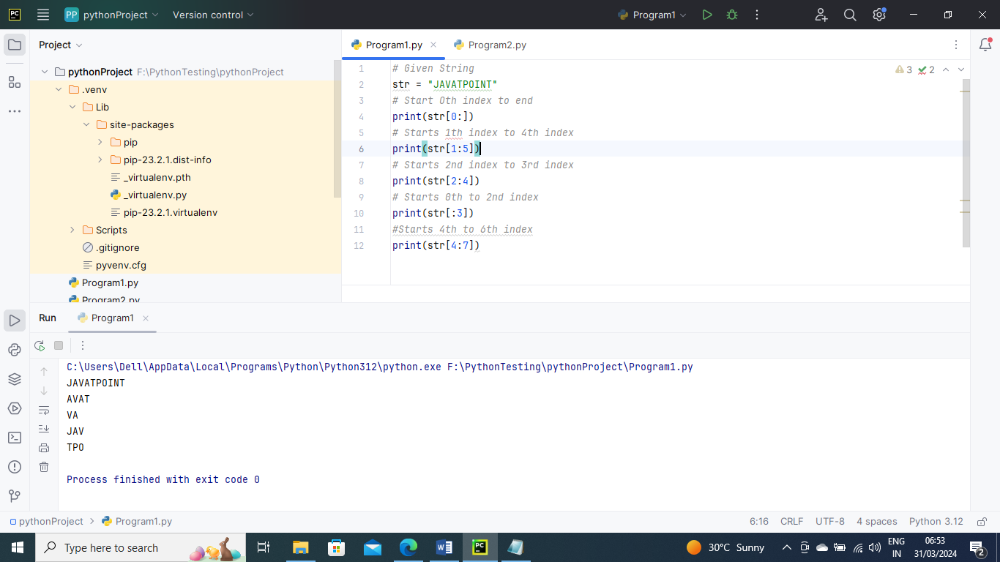 PC
PP pythonProject Version control Program1
Project
Program1.py Program2.py
pythonProject F:\PythonTesting\pythonProject
.venv
Lib
site-packages
pip
pip-23.2.1.dist-info
_virtualenv.pth
_virtualenv.py
pip-23.2.1.virtualenv
Scripts
.gitignore
pyvenv.cfg
Program1.py
Program2.py
3 2
1 # Given String
2 str = "JAVATPOINT"
3 # Start 0th index to end
4 print(str[0:])
5 # Starts 1th index to 4th index
6 print(str[1:5])
7 # Starts 2nd index to 3rd index
8 print(str[2:4])
9 # Starts 0th to 2nd index
10 print(str[:3])
11 #Starts 4th to 6th index
12 print(str[4:7])
Run Program1
C:\Users\Dell\AppData\Local\Programs\Python\Python312\python.exe F:\PythonTesting\pythonProject\Program1.py
JAVATPOINT
AVAT
VA
JAV
TPO
Process finished with exit code 0
pythonProject > Program1.py 6:16 CRLF UTF-8 4 spaces Python 3.12
Type here to search
W
PC
30°C Sunny
ENG
IN
06:53
31/03/2024
2